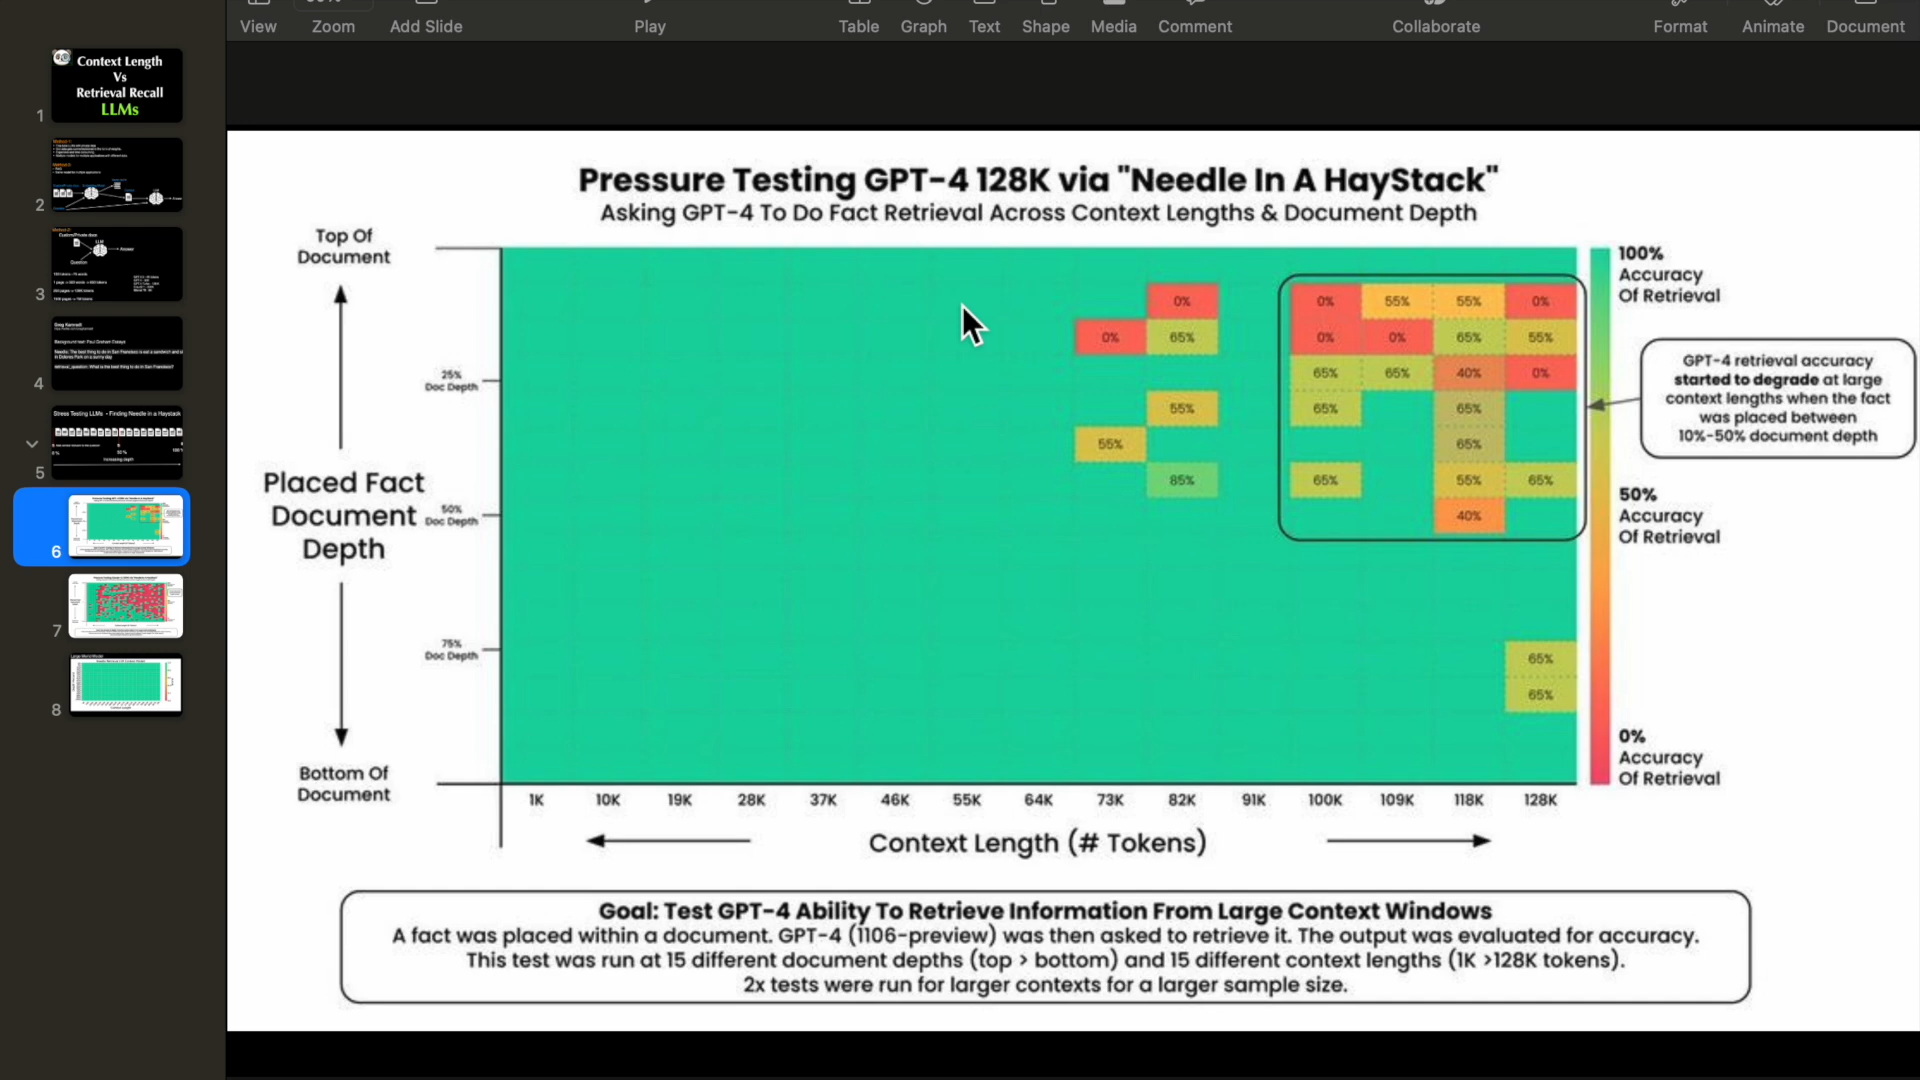 View
Zoom
Add Slide
Play
Table
Graph
Text
Shape
Media
Comment
Collaborate
Format
Animate
Document
Context Length
Vs
Retrieval Recall
LLMs
1
2
3
4
5
6
7
8
Stress Testing LLMs - Finding Needle in a Haystack
Pressure Testing GPT-4 128K via "Needle In A HayStack"
Asking GPT-4 To Do Fact Retrieval Across Context Lengths & Document Depth
Top Of
Document
25%
Doc Depth
Placed Fact
Document
Depth
50%
Doc Depth
75%
Doc Depth
Bottom Of
Document
0% 0% 55% 55% 0%
0% 65% 0% 0% 65% 55%
65% 65% 40% 0%
55% 65% 65%
55% 65%
85% 65% 55% 65%
40%
65%
65%
1K 10K 19K 28K 37K 46K 55K 64K 73K 82K 91K 100K 109K 118K 128K
Context Length (# Tokens)
100%
Accuracy
Of Retrieval
50%
Accuracy
Of Retrieval
0%
Accuracy
Of Retrieval
GPT-4 retrieval accuracy
started to degrade at large
context lengths when the fact
was placed between
10%-50% document depth
Goal: Test GPT-4 Ability To Retrieve Information From Large Context Windows
A fact was placed within a document. GPT-4 (1106-preview) was then asked to retrieve it. The output was evaluated for accuracy.
This test was run at 15 different document depths (top > bottom) and 15 different context lengths (1K >128K tokens).
2x tests were run for larger contexts for a larger sample size.